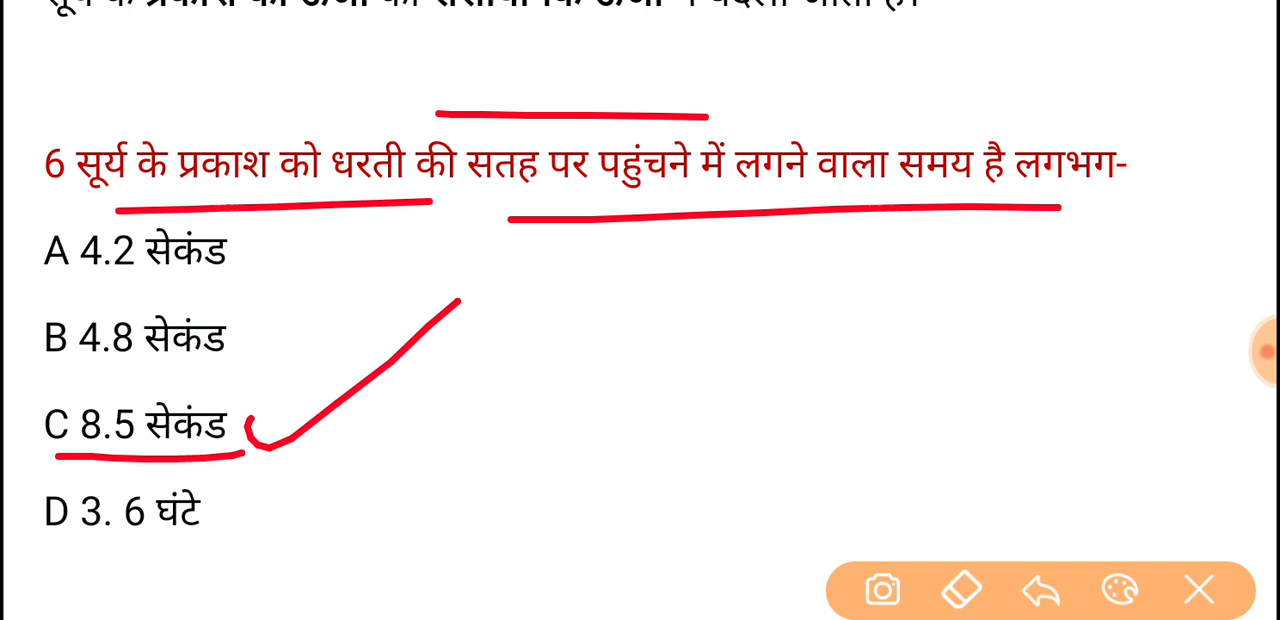 6 सूर्य के प्रकाश को धरती की सतह पर पहुंचने में लगने वाला समय है लगभग-
A 4.2 सेकंड
B 4.8 सेकंड
C 8.5 सेकंड
D 3. 6 घंटे